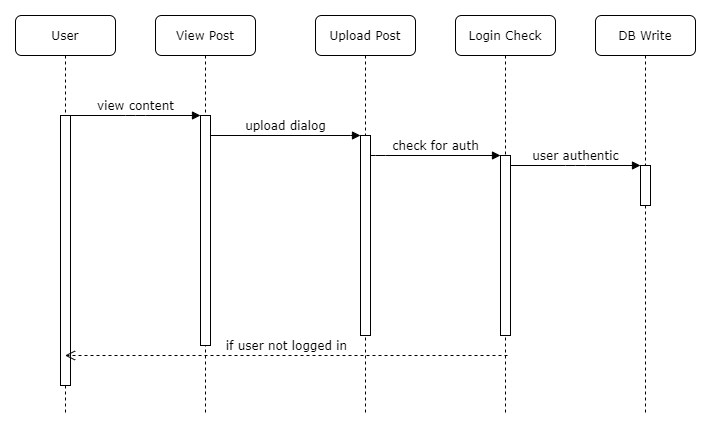 User
View Post
Upload Post
Login Check
DB Write
view content
upload dialog
check for auth
user authentic
if user not logged in